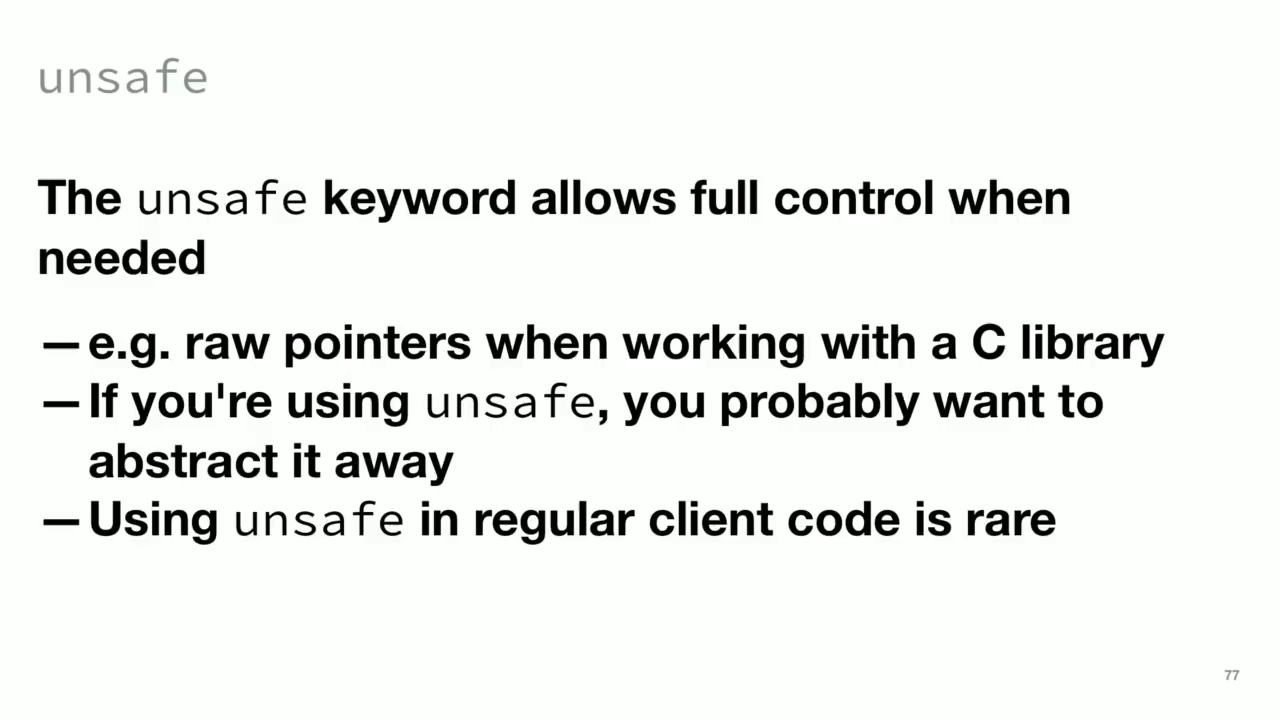 unsafe
The unsafe keyword allows full control when
needed
—e.g. raw pointers when working with a C library
—If you're using unsafe, you probably want to
abstract it away
—Using unsafe in regular client code is rare
77